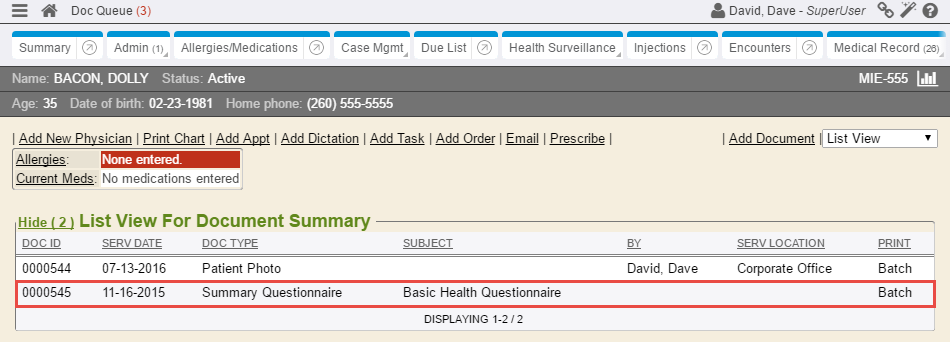 Doc Queue (3) David, Dave - SuperUser
Summary Admin (1) Allergies/Medications Case Mgmt Due List Health Surveillance Injections Encounters Medical Record (26)
Name: BACON, DOLLY Status: Active MIE-555
Age: 35 Date of birth: 02-23-1981 Home phone: (260) 555-5555
| Add New Physician | Print Chart | Add Appt | Add Dictation | Add Task | Add Order | Email | Prescribe | | Add Document | List View
Allergies: None entered.
Current Meds: No medications entered
Hide ( 2 ) List View For Document Summary
DOC ID SERV DATE DOC TYPE SUBJECT BY SERV LOCATION PRINT
0000544 07-13-2016 Patient Photo David, Dave Corporate Office Batch
0000545 11-16-2015 Summary Questionnaire Basic Health Questionnaire Batch
DISPLAYING 1-2 / 2